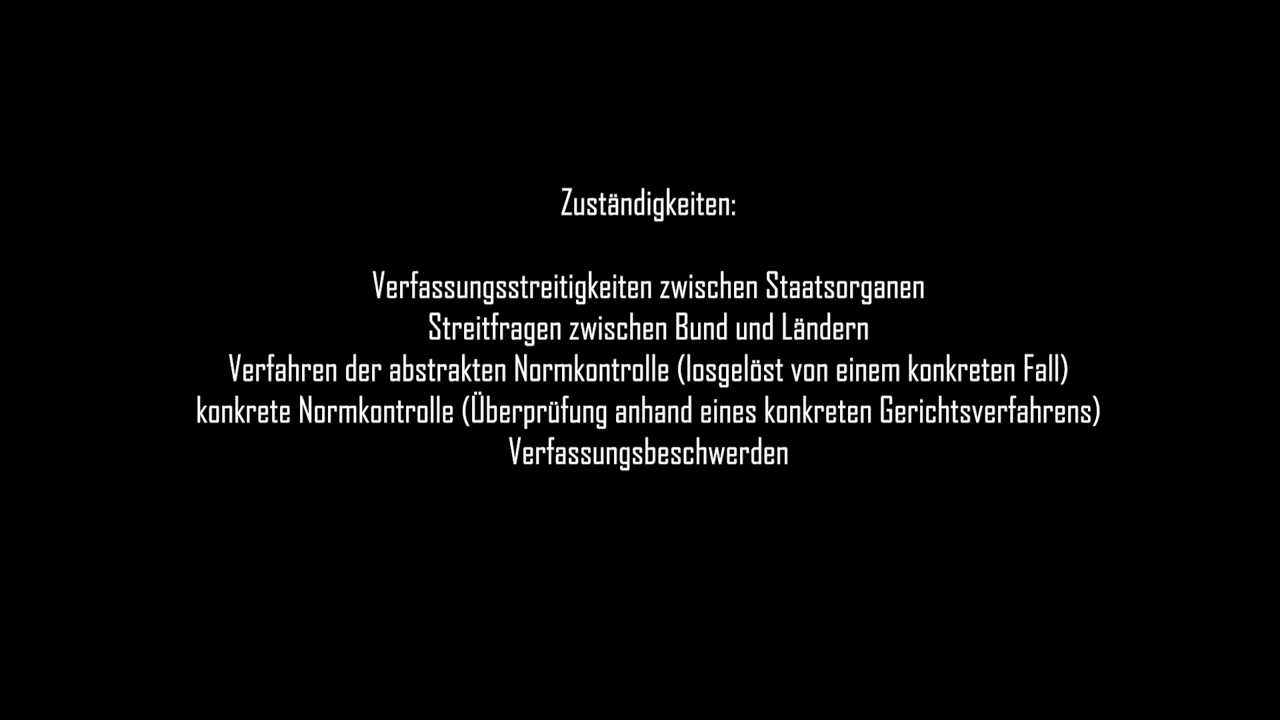 Zuständigkeiten:
Verfassungsstreitigkeiten zwischen Staatsorganen
Streitfragen zwischen Bund und Ländern
Verfahren der abstrakten Normkontrolle (losgelöst von einem konkreten Fall)
konkrete Normkontrolle (Überprüfung anhand eines konkreten Gerichtsverfahrens)
Verfassungsbeschwerden